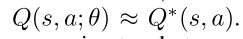 Q(s, a; θ) ≈ Q*(s, a).